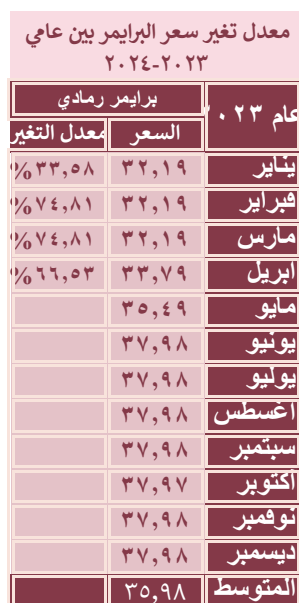 معدل تغير سعر البرايمر بين عامي
٢٠٢٣-٢٠٢٤
عام ٢٠٢٣ برايمر رمادي
السعر معدل التغير
يناير ٣٢,١٩ ٣٣,٥٨%
فبراير ٣٢,١٩ ٧٤,٨١%
مارس ٣٢,١٩ ٧٤,٨١%
ابريل ٣٣,٧٩ ٦٦,٥٣%
مايو ٣٥,٤٩
يونيو ٣٧,٩٨
يوليو ٣٧,٩٨
اغسطس ٣٧,٩٨
سبتمبر ٣٧,٩٨
أكتوبر ٣٧,٩٧
نوفمبر ٣٧,٩٨
ديسمبر ٣٧,٩٨
المتوسط ٣٥,٩٨